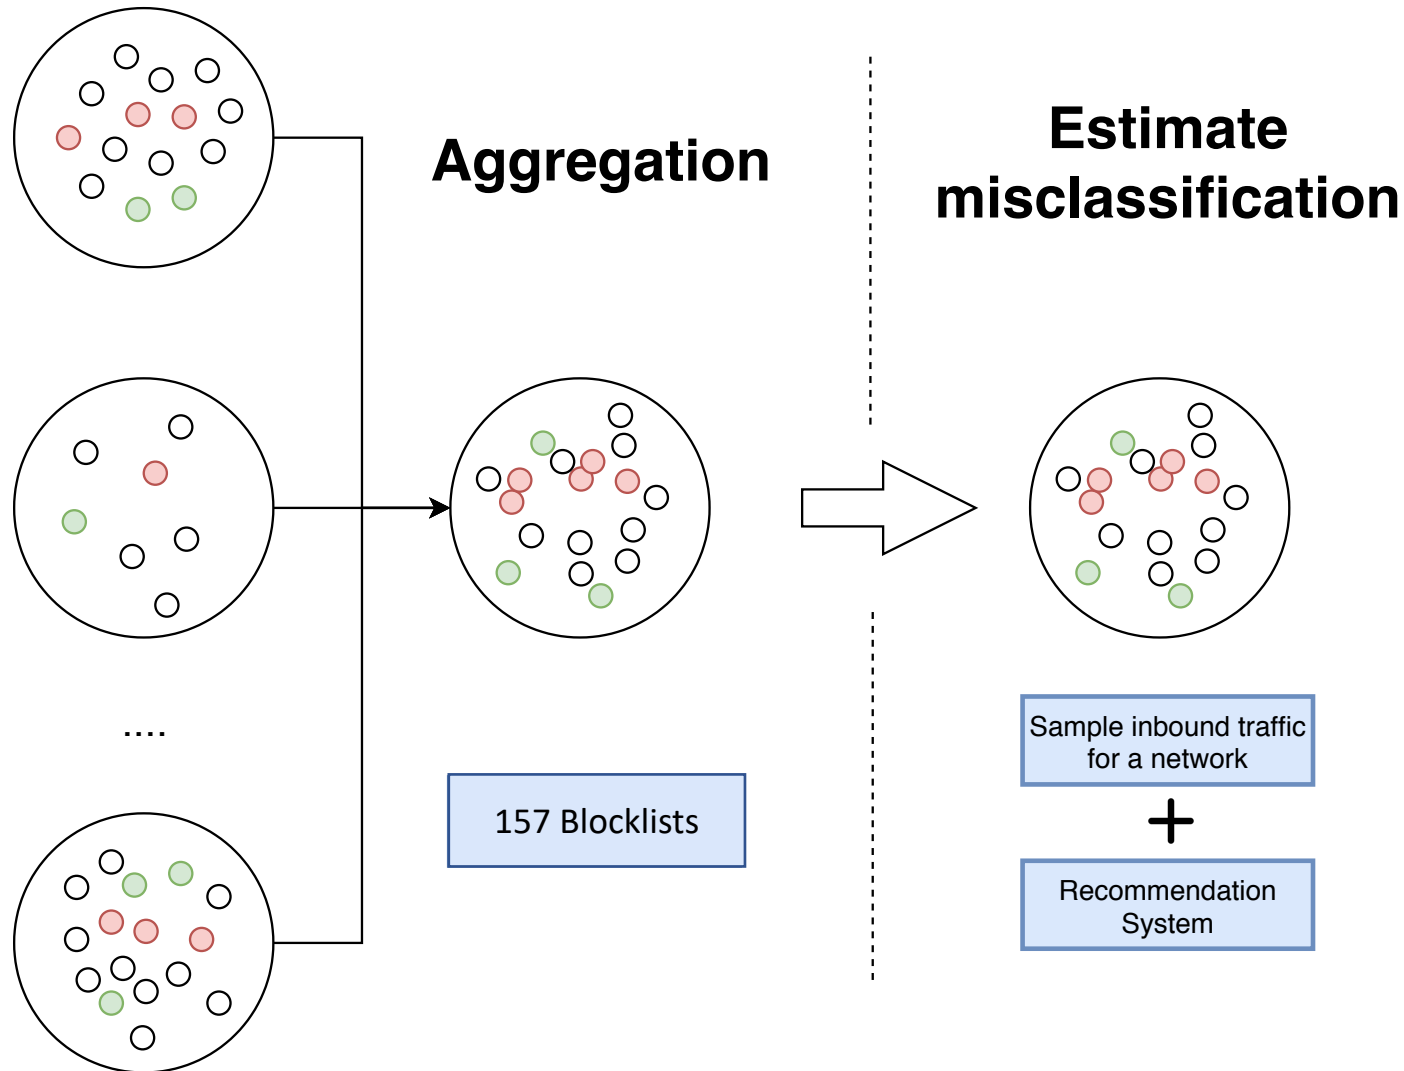 Aggregation
Estimate
misclassification
....
157 Blocklists
Sample inbound traffic
for a network
+
Recommendation
System